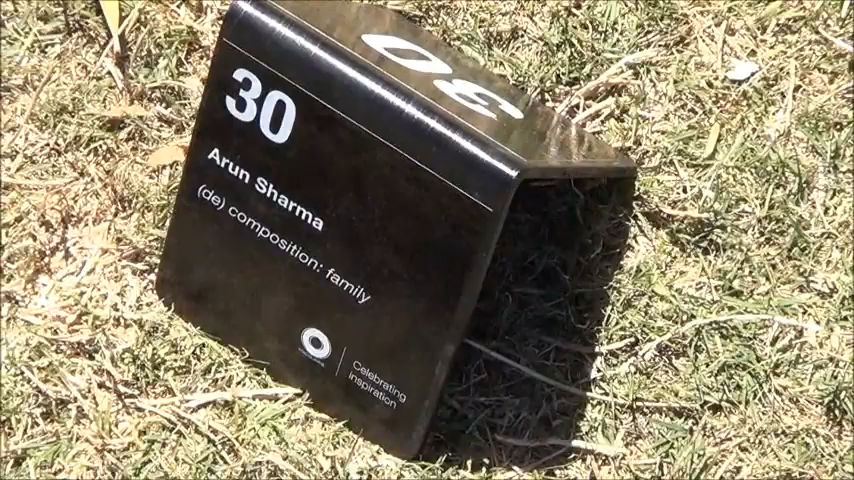 30
30
Arun Sharma
(de) composition: family
Celebrating
inspiration